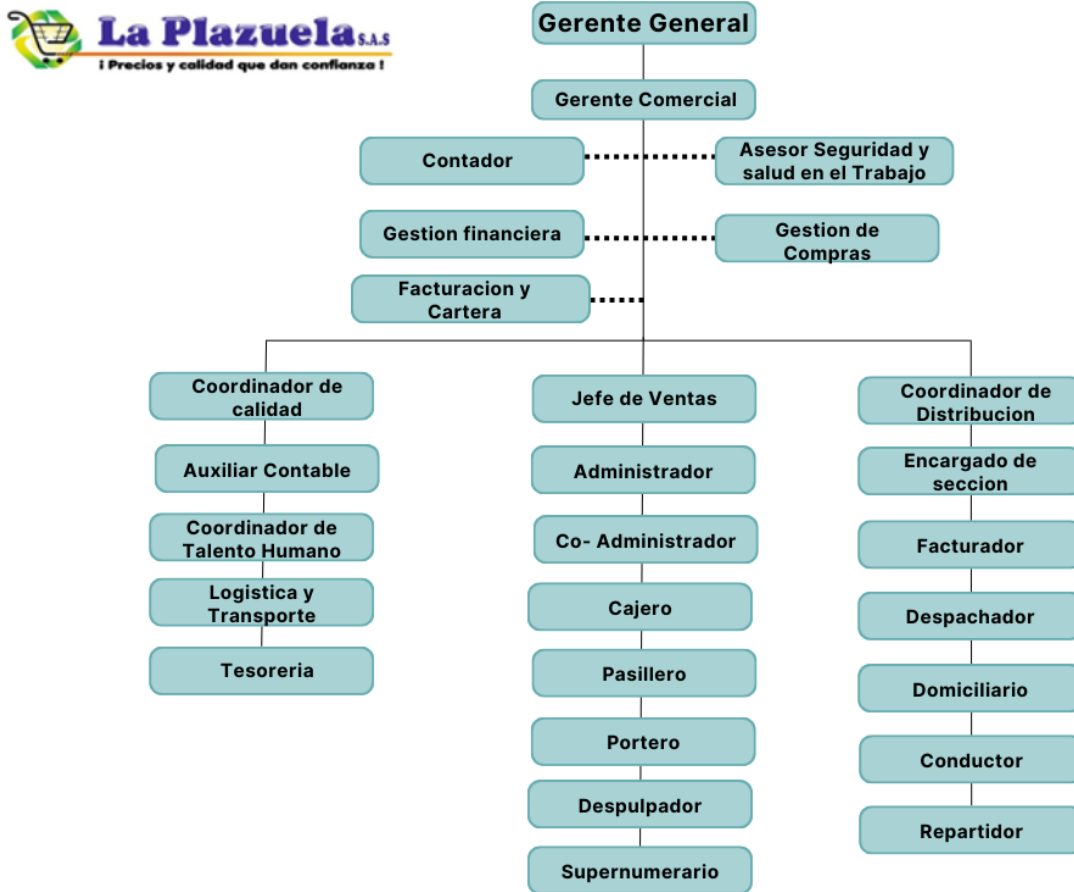 La Plazuela S.A.S
¡ Precios y calidad que dan confianza !
Gerente General
Gerente Comercial
Contador
Asesor Seguridad y
salud en el Trabajo
Gestion financiera
Gestion de
Compras
Facturacion y
Cartera
Coordinador de
calidad
Auxiliar Contable
Coordinador de
Talento Humano
Logistica y
Transporte
Tesoreria
Jefe de Ventas
Administrador
Co- Administrador
Cajero
Pasillero
Portero
Despulpador
Supernumerario
Coordinador de
Distribucion
Encargado de
seccion
Facturador
Despachador
Domiciliario
Conductor
Repartidor